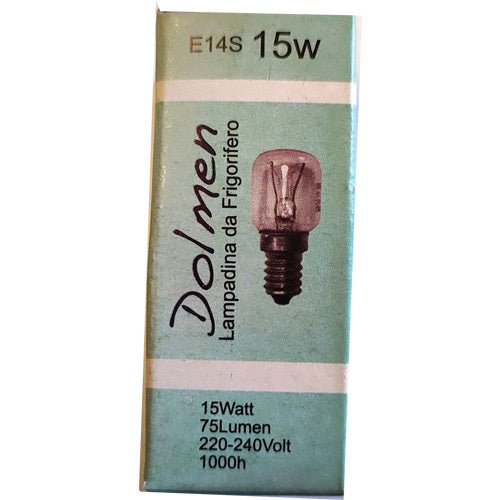 E14S 15w
Dolmen
Lampadina da Frigorifero
15Watt
75Lumen
220-240Volt
1000h